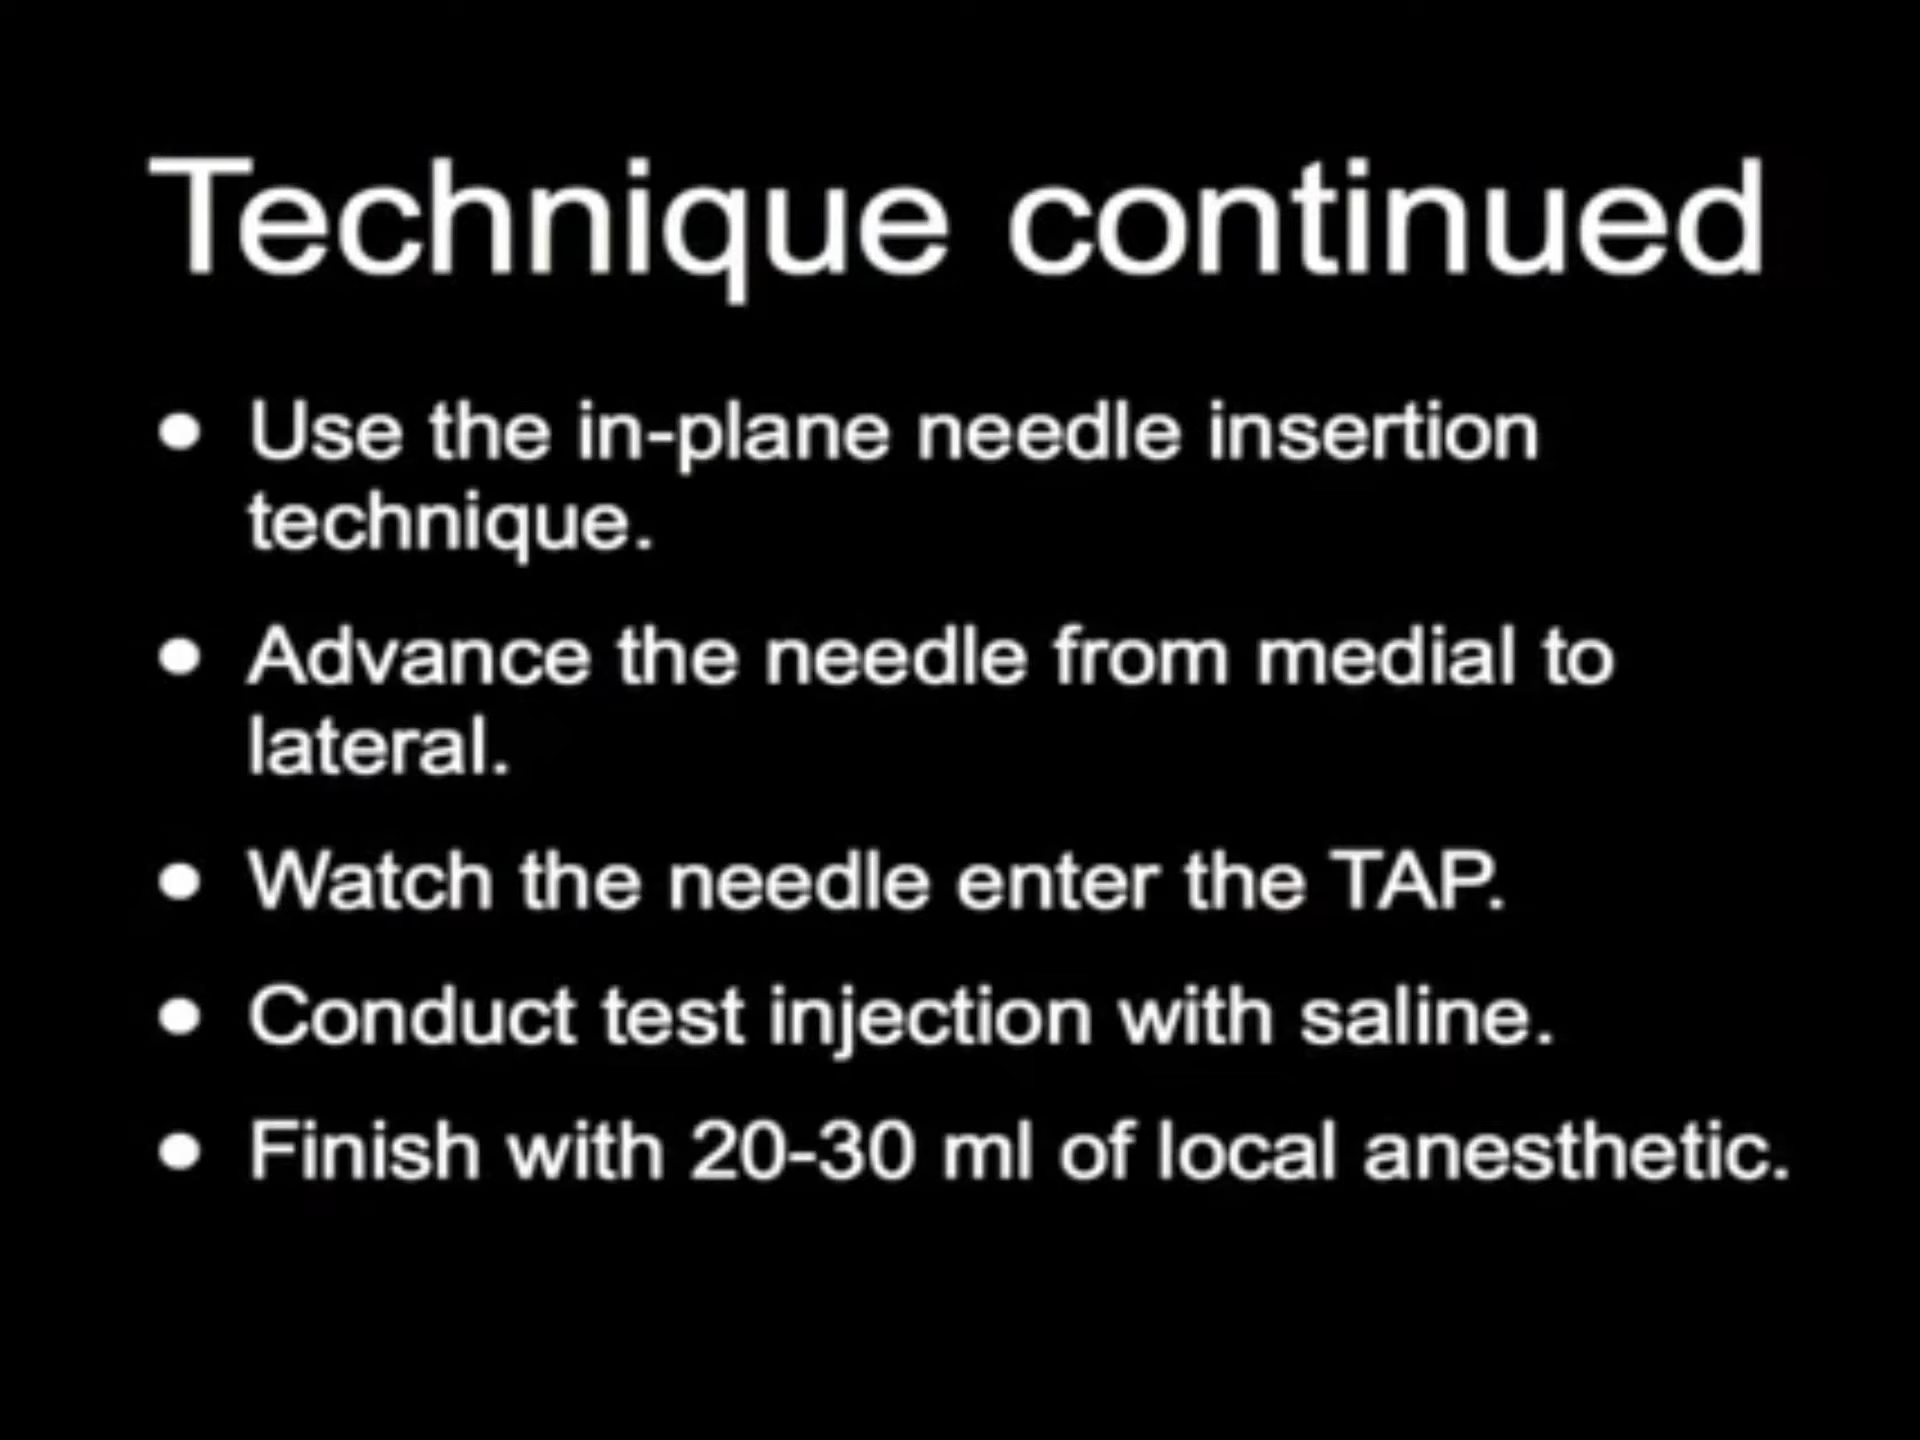 Technique continued
• Use the in-plane needle insertion
technique.
• Advance the needle from medial to
lateral.
• Watch the needle enter the TAP.
• Conduct test injection with saline.
• Finish with 20-30 ml of local anesthetic.